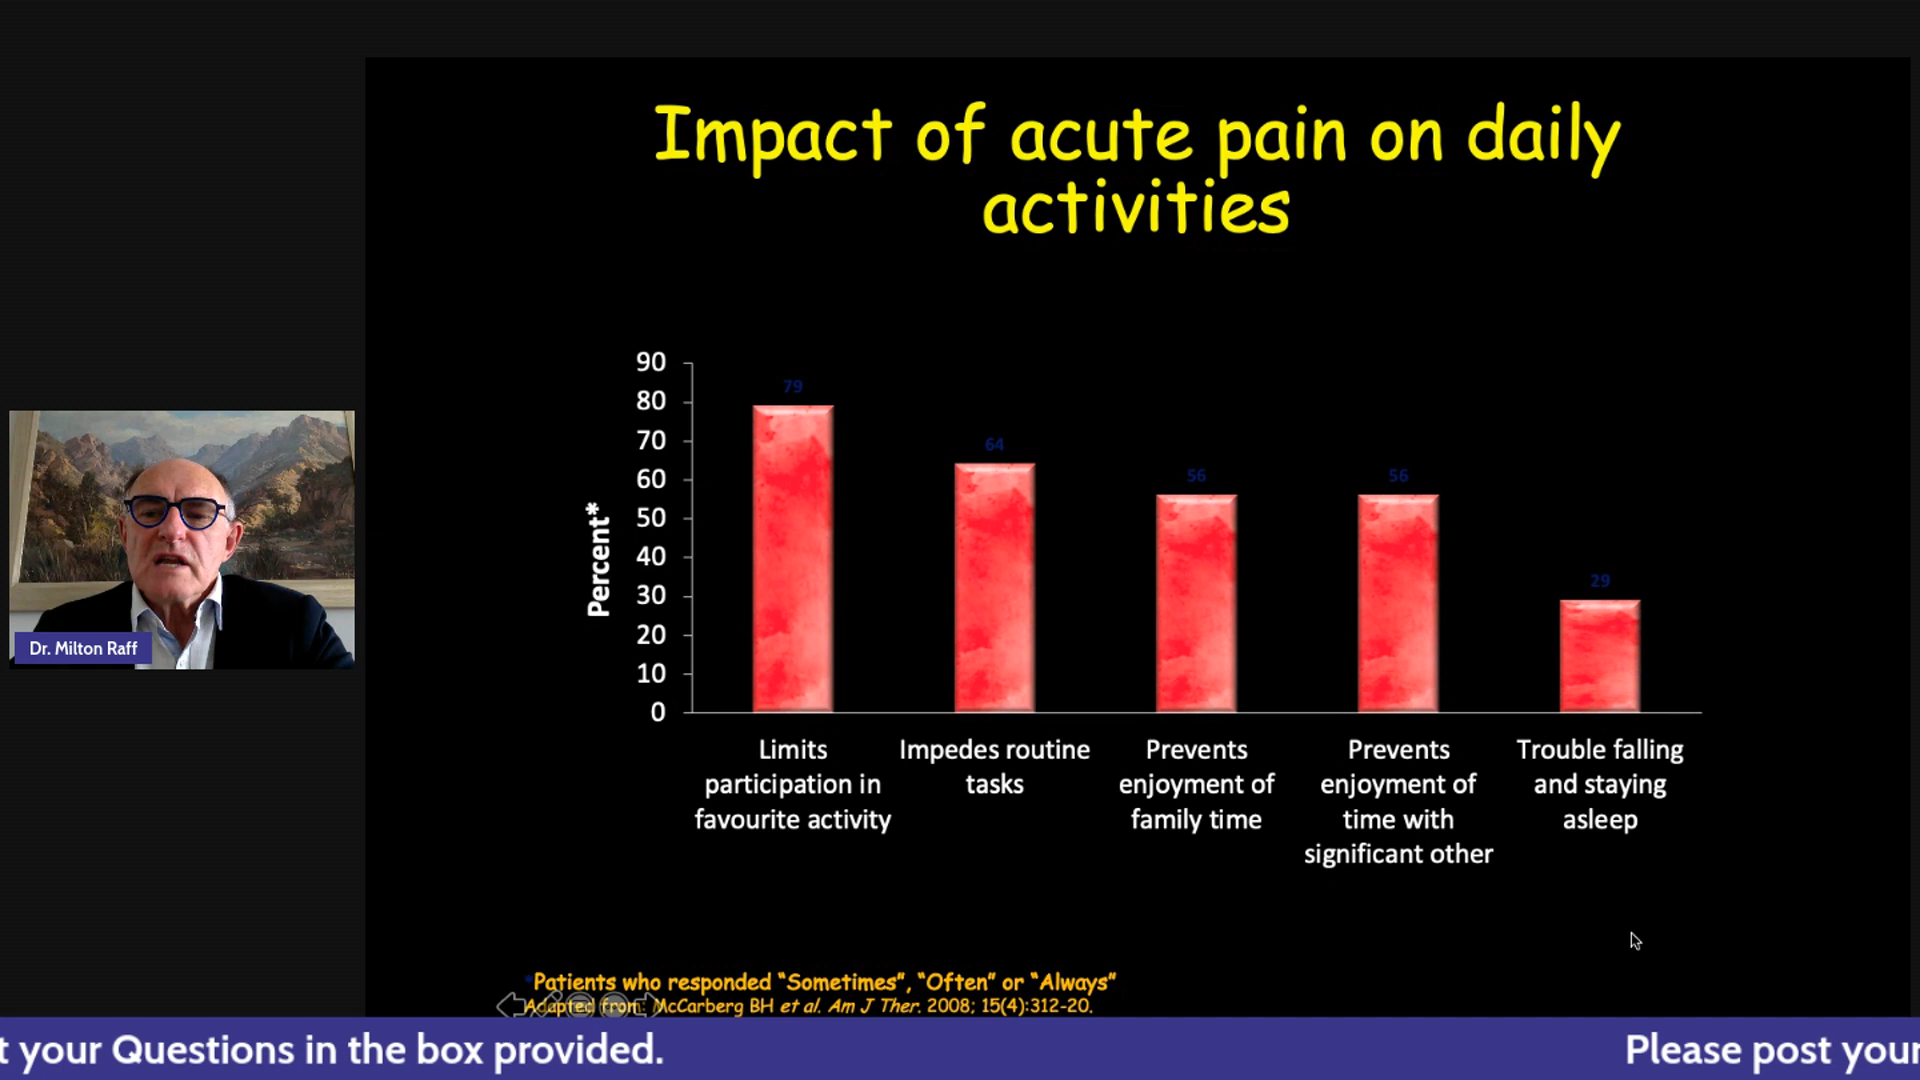 Impact of acute pain on daily
activities
Percent*
90
80
70
60
50
40
30
20
10
0
79
64
56
56
29
Limits
participation in
favourite activity
Impedes routine
tasks
Prevents
enjoyment of
family time
Prevents
enjoyment of
time with
significant other
Trouble falling
and staying
asleep
*Patients who responded “Sometimes”, “Often” or “Always”
Adapted from: McCarberg BH et al. Am J Ther. 2008; 15(4):312-20.
Dr. Milton Raff
t your Questions in the box provided.
Please post your